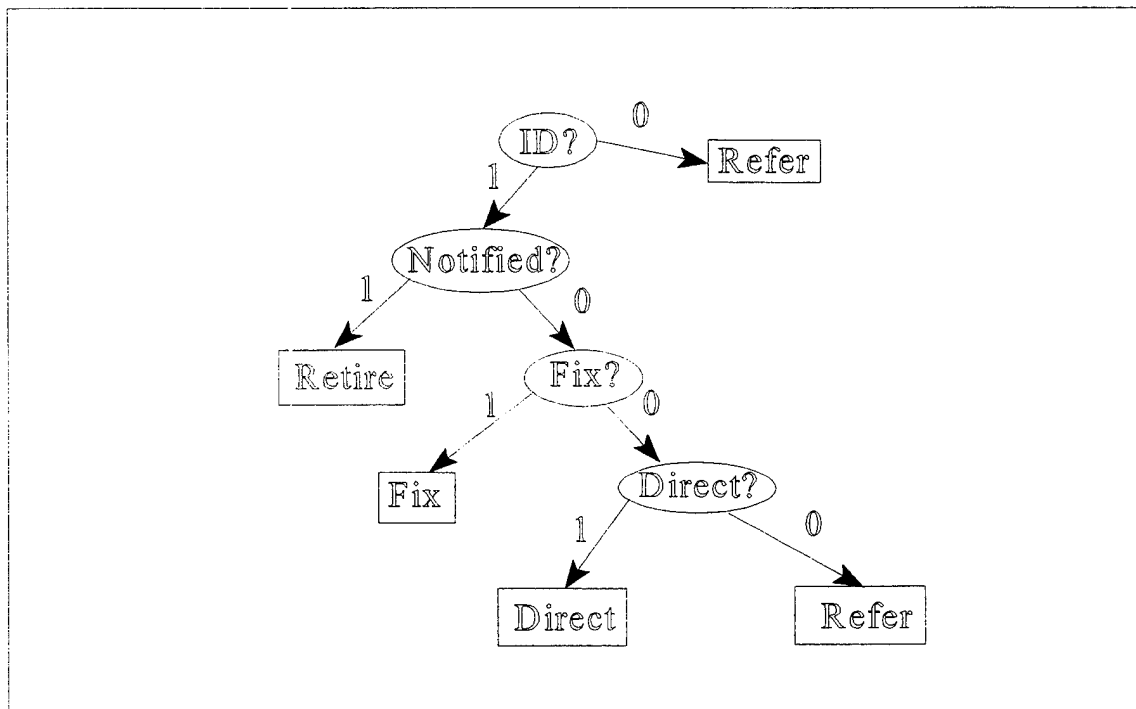 0
ID?
Refer
1
Notified?
1
0
Retire
Fix?
1
0
Fix
Direct?
1
0
Direct
Refer